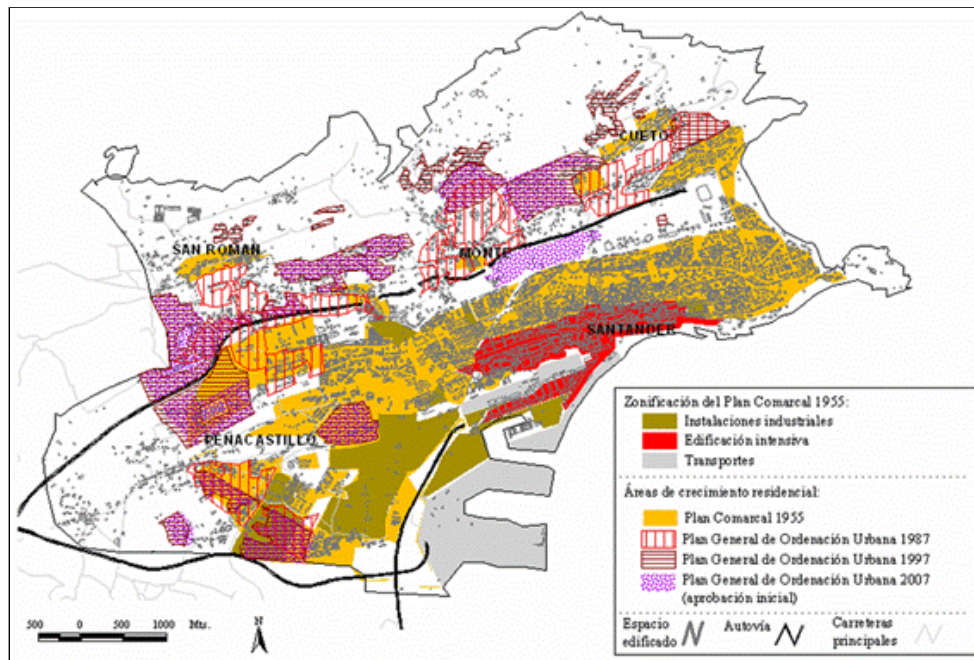 CUETO
SAN ROMAN
MONTE
SANTANDER
PEÑACASTILLO
Zonificación del Plan Comarcal 1955:
Instalaciones industriales
Edificación intensiva
Transportes
Áreas de crecimiento residencial:
Plan Comarcal 1955
Plan General de Ordenación Urbana 1987
Plan General de Ordenación Urbana 1997
Plan General de Ordenación Urbana 2007
(aprobación inicial)
Espacio edificado Autovía Carreteras principales
500 0 500 1000 Mts. N